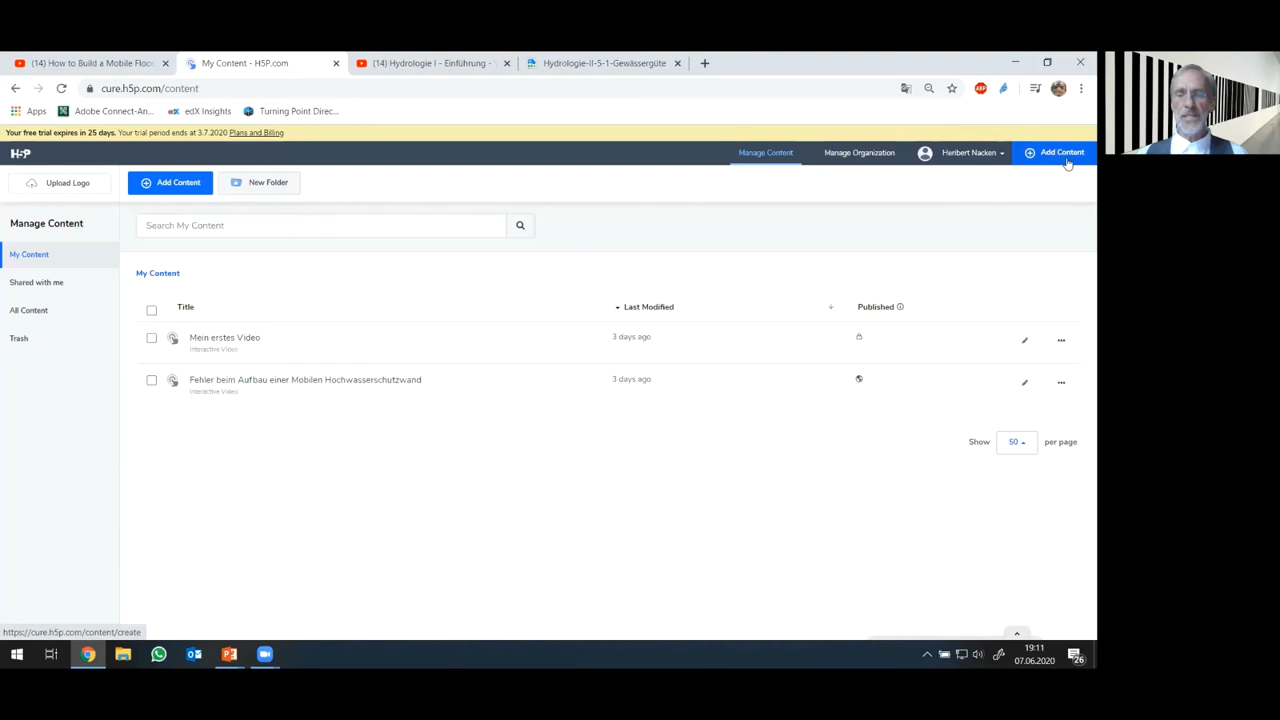 (14) How to Build a Mobile Flood
My Content - H5P.com
(14) Hydrologie I - Einführung -
Hydrologie-II-5-1-Gewässergüte
cure.h5p.com/content
ABP
Apps
Adobe Connect-An...
edX Insights
Turning Point Direc...
Your free trial expires in 25 days. Your trial period ends at 3.7.2020 Plans and Billing
H5P
Manage Content
Manage Organization
Heribert Nacken
Add Content
Upload Logo
Add Content
New Folder
Manage Content
Search My Content
My Content
My Content
Shared with me
All Content
Title
Last Modified
Published
Trash
Mein erstes Video
3 days ago
Interactive Video
Fehler beim Aufbau einer Mobilen Hochwasserschutzwand
3 days ago
Interactive Video
Show
50
per page
https://cure.h5p.com/content/create
19:11
07.06.2020
26